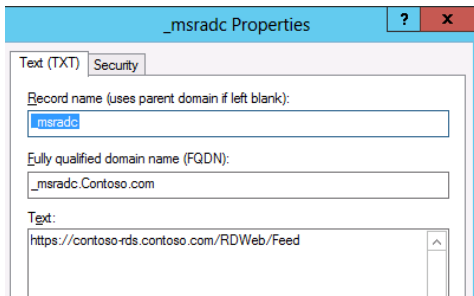 _msradc Properties
?
x
Text (TXT)
Security
Record name (uses parent domain if left blank):
_msradc
Fully qualified domain name (FQDN):
_msradc.Contoso.com
Text:
https://contoso-rds.contoso.com/RDWeb/Feed